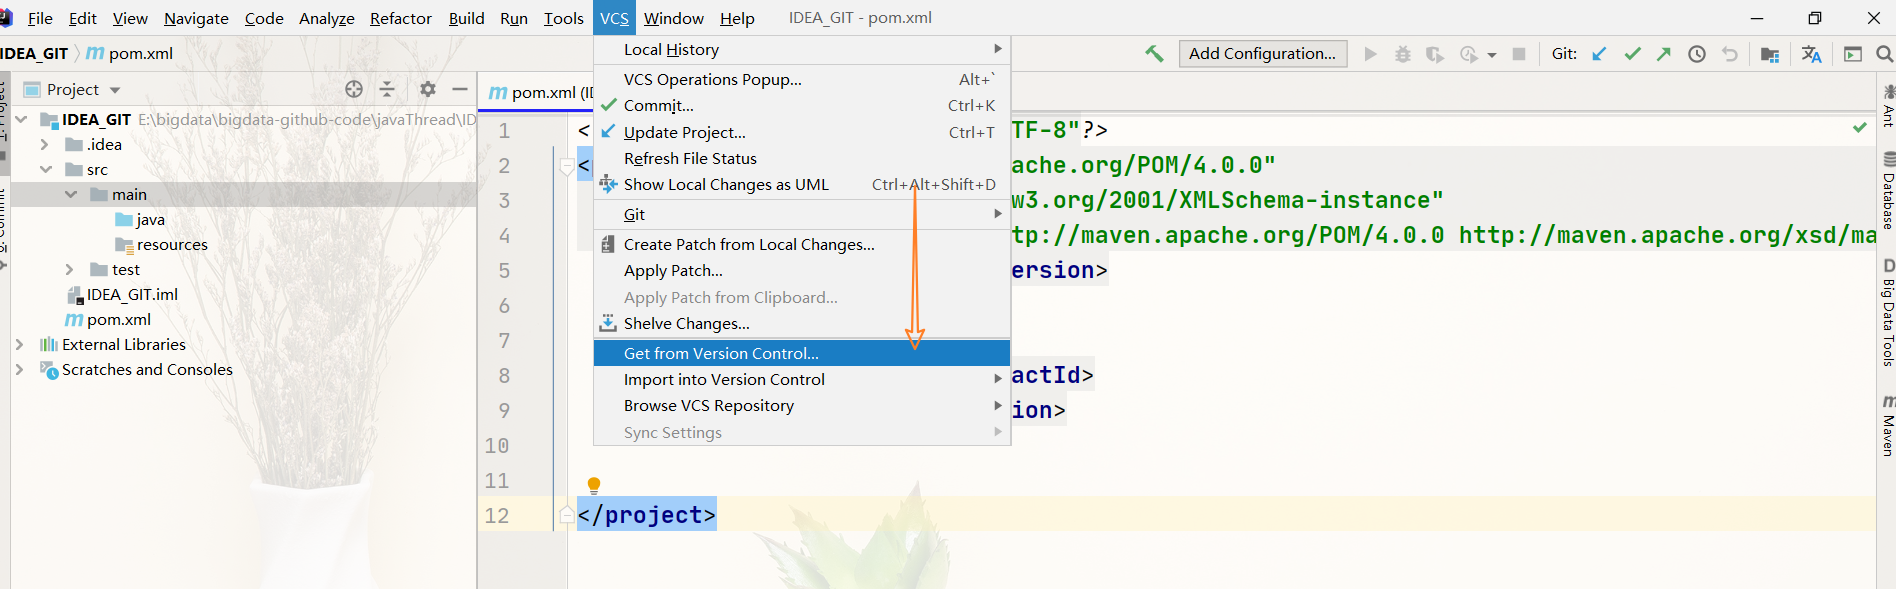 File Edit View Navigate Code Analyze Refactor Build Run Tools VCS Window Help IDEA_GIT - pom.xml
IDEA_GIT pom.xml
Add Configuration... Git:
Project
pom.xml (I
IDEA_GIT E:\bigdata\bigdata-github-code\javaThread\ID
.idea
src
main
java
resources
test
IDEA_GIT.iml
pom.xml
External Libraries
Scratches and Consoles
Local History
VCS Operations Popup... Alt+`
Commit... Ctrl+K
Update Project... Ctrl+T
Refresh File Status
Show Local Changes as UML Ctrl+Alt+Shift+D
Git
Create Patch from Local Changes...
Apply Patch...
Apply Patch from Clipboard...
Shelve Changes...
Get from Version Control...
Import into Version Control
Browse VCS Repository
Sync Settings
1 < TF-8"?>
2 < ache.org/POM/4.0.0"
3 w3.org/2001/XMLSchema-instance"
4 tp://maven.apache.org/POM/4.0.0 http://maven.apache.org/xsd/ma
5 ersion>
6
7
8 actId>
9 ion>
10
11
12 </project>
Ant
Database
D Big Data Tools
m Maven